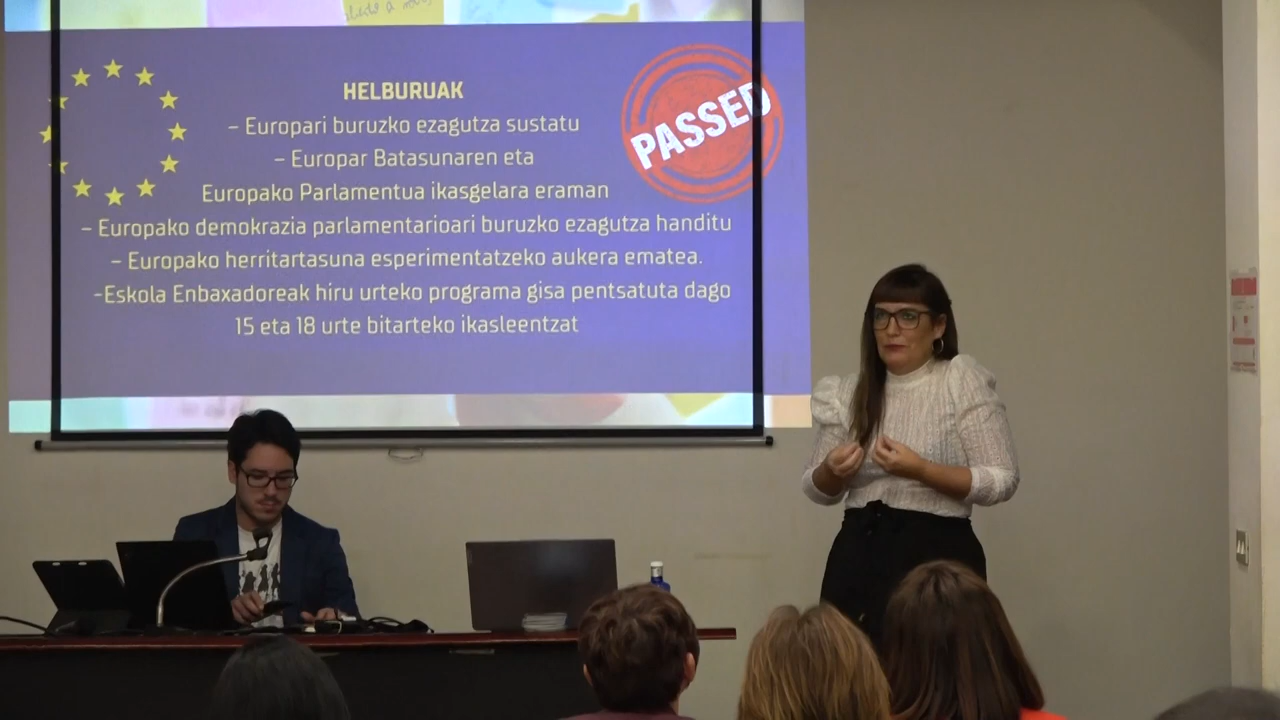 HELBURUAK
– Europari buruzko ezagutza sustatu
– Europar Batasunaren eta
Europako Parlamentua ikasgelara eraman
– Europako demokrazia parlamentarioari buruzko ezagutza handitu
– Europako herritartasuna esperimentatzeko aukera ematea.
-Eskola Enbaxadoreak hiru urteko programa gisa pentsatuta dago
15 eta 18 urte bitarteko ikasleentzat
PASSED